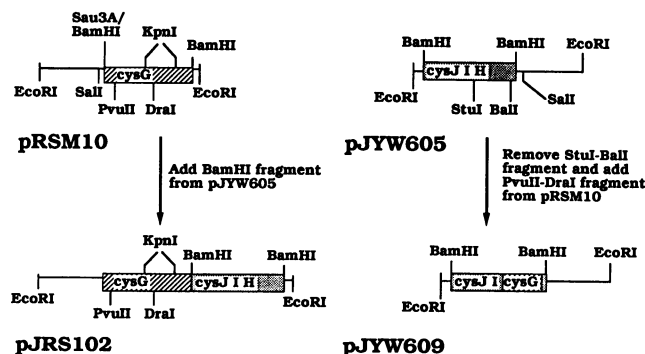 Sau3A/
BamHI
KpnI
BamHI
cysG
EcoRI
SalI
EcoRI
PvuII
DraI
pRSM10
BamHI
BamHI
EcoRI
cysJ I H
EcoRI
StuI
BalI
SalI
pJYW605
Add BamHI fragment
from pJYW605
Remove StuI-BalI
fragment and add
PvuII-DraI fragment
from pRSM10
KpnI
BamHI
BamHI
cysG
cysJ I H
EcoRI
EcoRI
PvuII
DraI
pJRS102
BamHI
BamHI
EcoRI
cysJ I
cysG
EcoRI
pJYW609